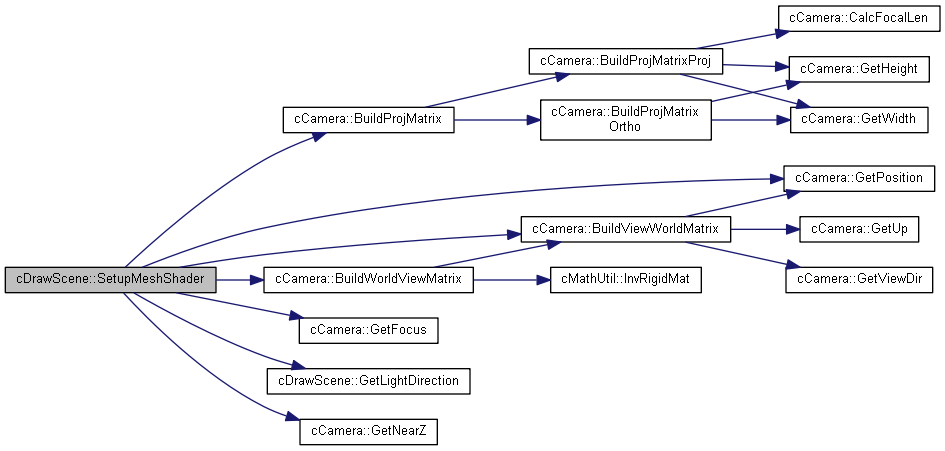 cCamera::CalcFocalLen
cCamera::BuildProjMatrixProj
cCamera::GetHeight
cCamera::BuildProjMatrix
cCamera::BuildProjMatrix
Ortho
cCamera::GetWidth
cCamera::GetPosition
cCamera::BuildViewWorldMatrix
cCamera::GetUp
cDrawScene::SetupMeshShader
cCamera::BuildWorldViewMatrix
cMathUtil::InvRigidMat
cCamera::GetViewDir
cCamera::GetFocus
cDrawScene::GetLightDirection
cCamera::GetNearZ